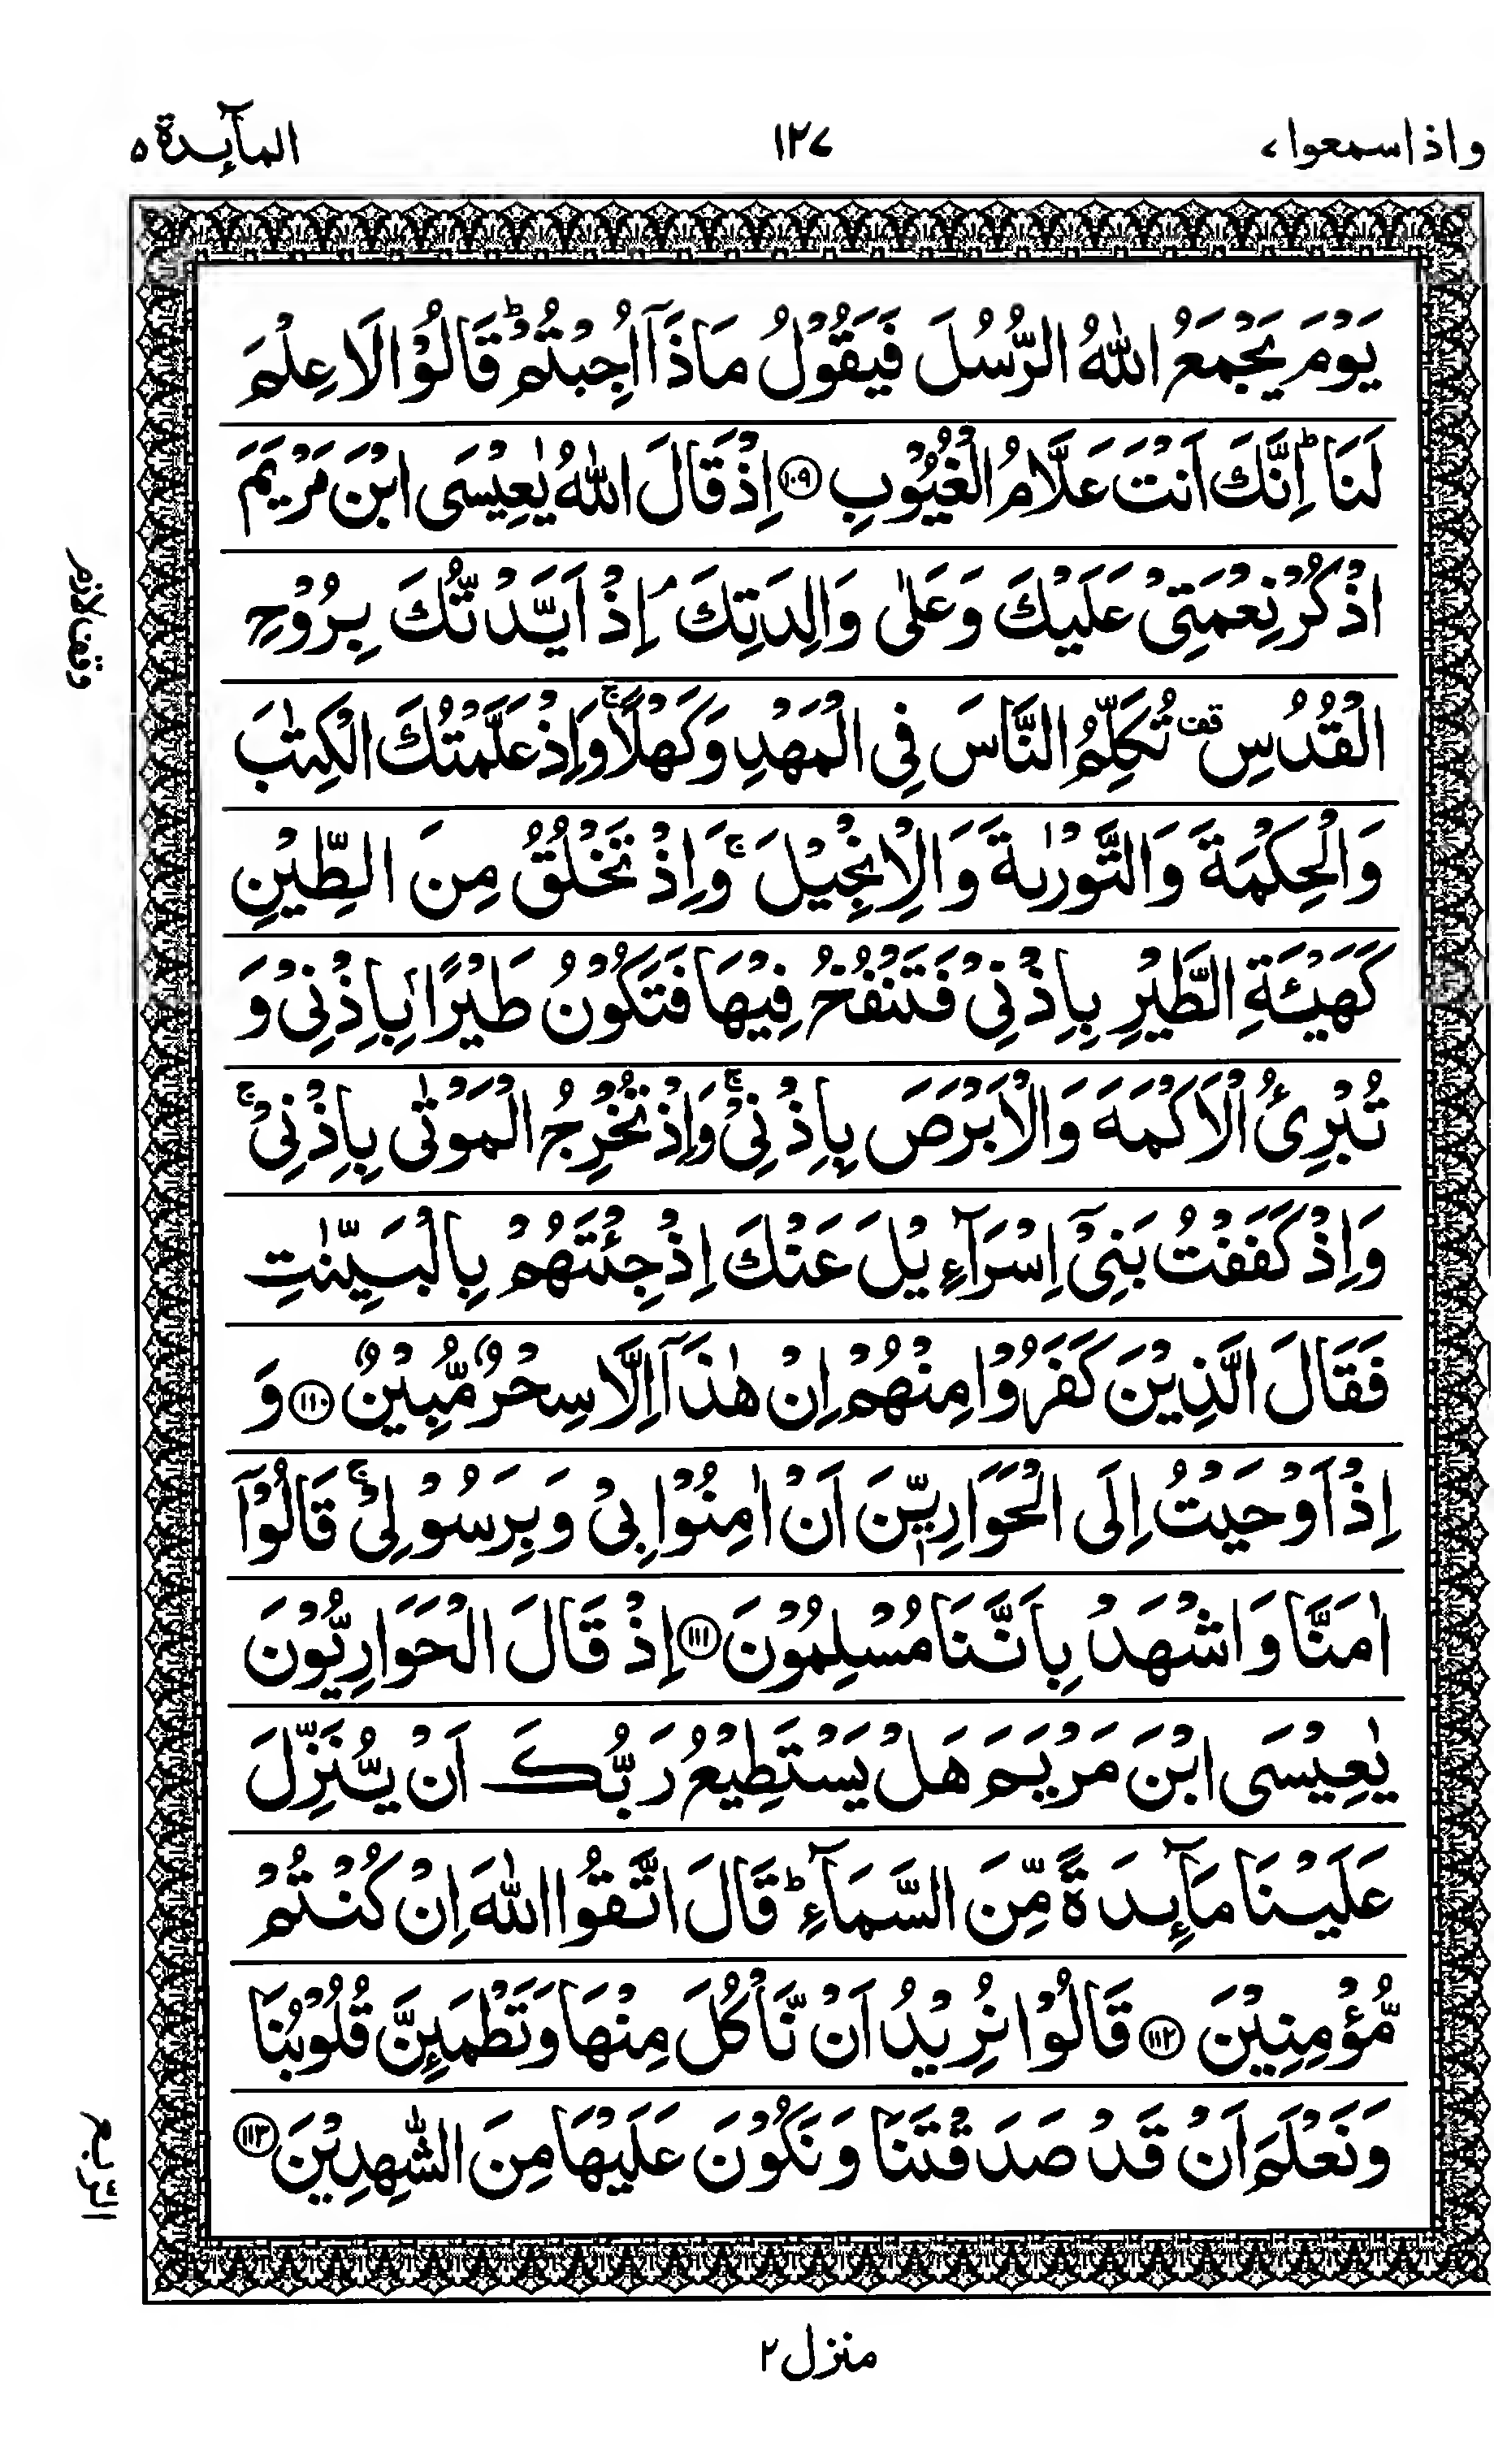 واذاسمعوا ٧
١٢٧
المآئدة ٥
يَوْمَ يَجْمَعُ اللّٰهُ الرُّسُلَ فَيَقُوْلُ مَاذَآ اُجِبْتُمْ ؕ قَالُوْا لَا عِلْمَ
لَنَا ؕ اِنَّكَ اَنْتَ عَلَّامُ الْغُيُوْبِ ﴿١٠٩﴾ اِذْ قَالَ اللّٰهُ يٰعِيْسَى ابْنَ مَرْيَمَ
اذْكُرْ نِعْمَتِيْ عَلَيْكَ وَعَلٰى وَالِدَتِكَ ۘ اِذْ اَيَّدْتُّكَ بِرُوْحِ
الْقُدُسِ ۟ تُكَلِّمُ النَّاسَ فِي الْمَهْدِ وَكَهْلًا ۚ وَاِذْ عَلَّمْتُكَ الْكِتٰبَ
وَالْحِكْمَةَ وَالتَّوْرٰىةَ وَالْاِنْجِيْلَ ۚ وَاِذْ تَخْلُقُ مِنَ الطِّيْنِ
كَهَيْـَٔةِ الطَّيْرِ بِاِذْنِيْ فَتَنْفُخُ فِيْهَا فَتَكُوْنُ طَيْرًۢا بِاِذْنِيْ وَ
تُبْرِئُ الْاَكْمَهَ وَالْاَبْرَصَ بِاِذْنِيْ ۚ وَاِذْ تُخْرِجُ الْمَوْتٰى بِاِذْنِيْ ۚ
وَاِذْ كَفَفْتُ بَنِيْٓ اِسْرَآءِيْلَ عَنْكَ اِذْ جِئْتَهُمْ بِالْبَيِّنٰتِ
فَقَالَ الَّذِيْنَ كَفَرُوْا مِنْهُمْ اِنْ هٰذَآ اِلَّا سِحْرٌ مُّبِيْنٌ ﴿١١٠﴾ وَ
اِذْ اَوْحَيْتُ اِلَى الْحَوَارِيّٖنَ اَنْ اٰمِنُوْا بِيْ وَبِرَسُوْلِيْ ۚ قَالُوْٓا
اٰمَنَّا وَاشْهَدْ بِاَنَّنَا مُسْلِمُوْنَ ﴿١١١﴾ اِذْ قَالَ الْحَوَارِيُّوْنَ
يٰعِيْسَى ابْنَ مَرْيَمَ هَلْ يَسْتَطِيْعُ رَبُّكَ اَنْ يُّنَزِّلَ
عَلَيْنَا مَآئِدَةً مِّنَ السَّمَآءِ ؕ قَالَ اتَّقُوا اللّٰهَ اِنْ كُنْتُمْ
مُّؤْمِنِيْنَ ﴿١١٢﴾ قَالُوْا نُرِيْدُ اَنْ نَّاْكُلَ مِنْهَا وَتَطْمَئِنَّ قُلُوْبُنَا
وَنَعْلَمَ اَنْ قَدْ صَدَقْتَنَا وَنَكُوْنَ عَلَيْهَا مِنَ الشّٰهِدِيْنَ ﴿١١٣﴾
وقف لازم
الربع
منزل ٢